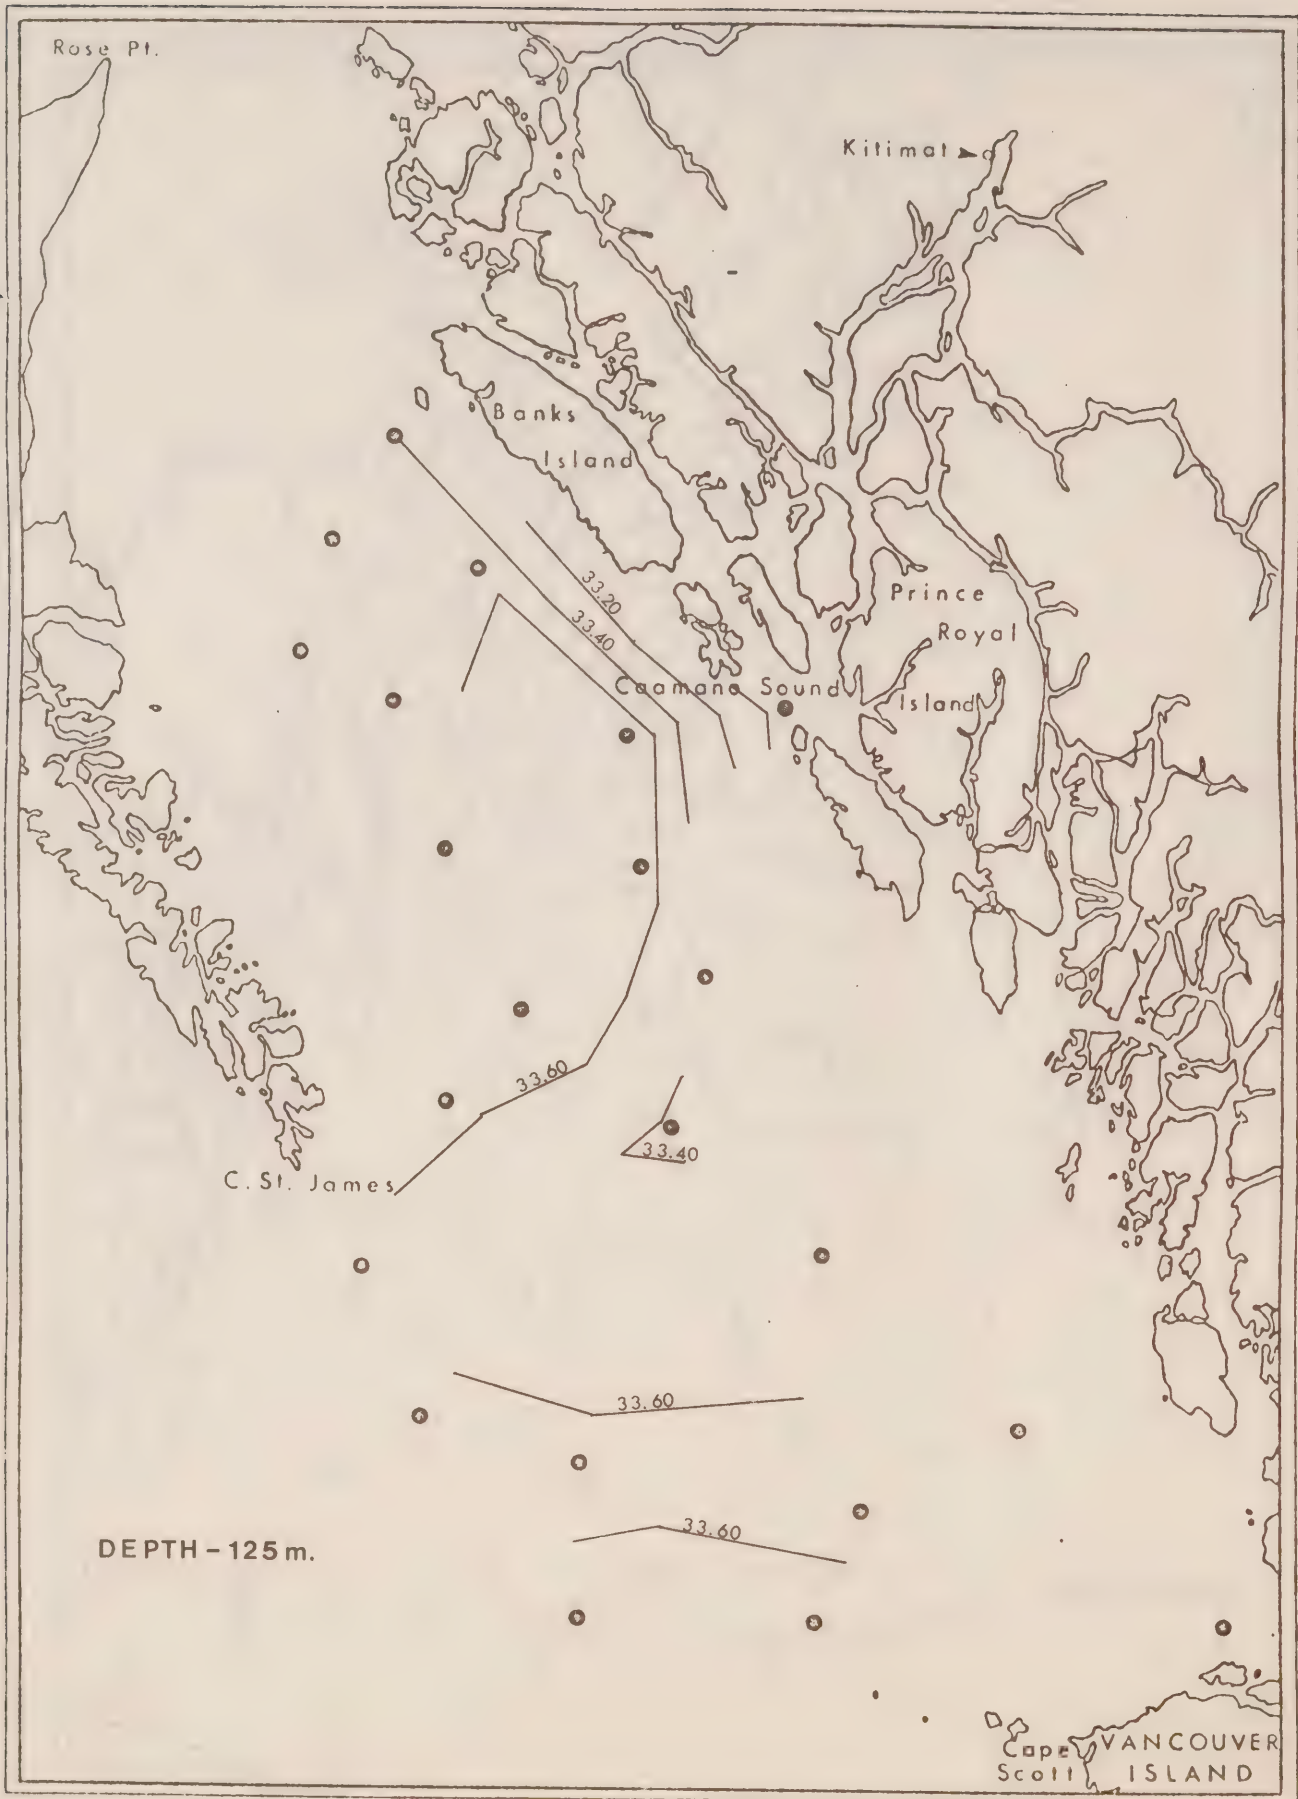 Rose Pt.
Kitimat
Banks
Island
33.20
33.40
Prince
Royal
Island
Caamano Sound
33.60
33.40
C. St. James
33.60
33.60
DEPTH – 125 m.
Cape
Scott
VANCOUVER
ISLAND